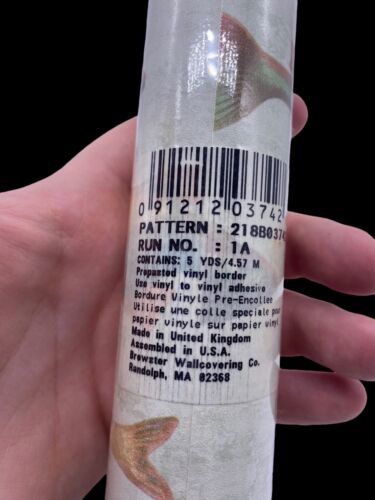 0 91212 03742
PATTERN : 218B0374
RUN NO. : 1A
CONTAINS: 5 YDS/4.57 M
Prepasted vinyl border
Use vinyl to vinyl adhesive
Bordure Vinyle Pre-Encollee
Utilise une colle speciale pour
papier vinyle sur papier vinyl
Made in United Kingdom
Assembled in U.S.A.
Brewster Wallcovering Co.
Randolph, MA 02368